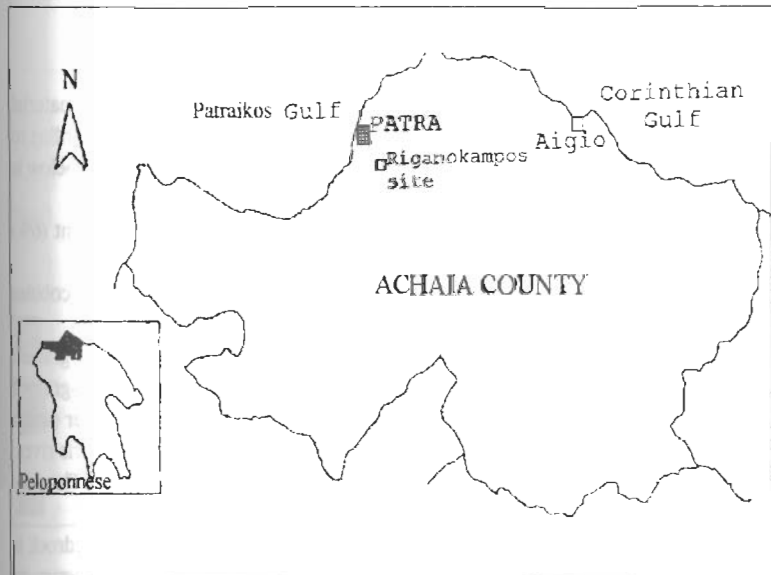 N
Patraikos Gulf
PATRA
Riganokampos
site
Corinthian
Gulf
Aigio
ACHAIA COUNTY
Peloponnese